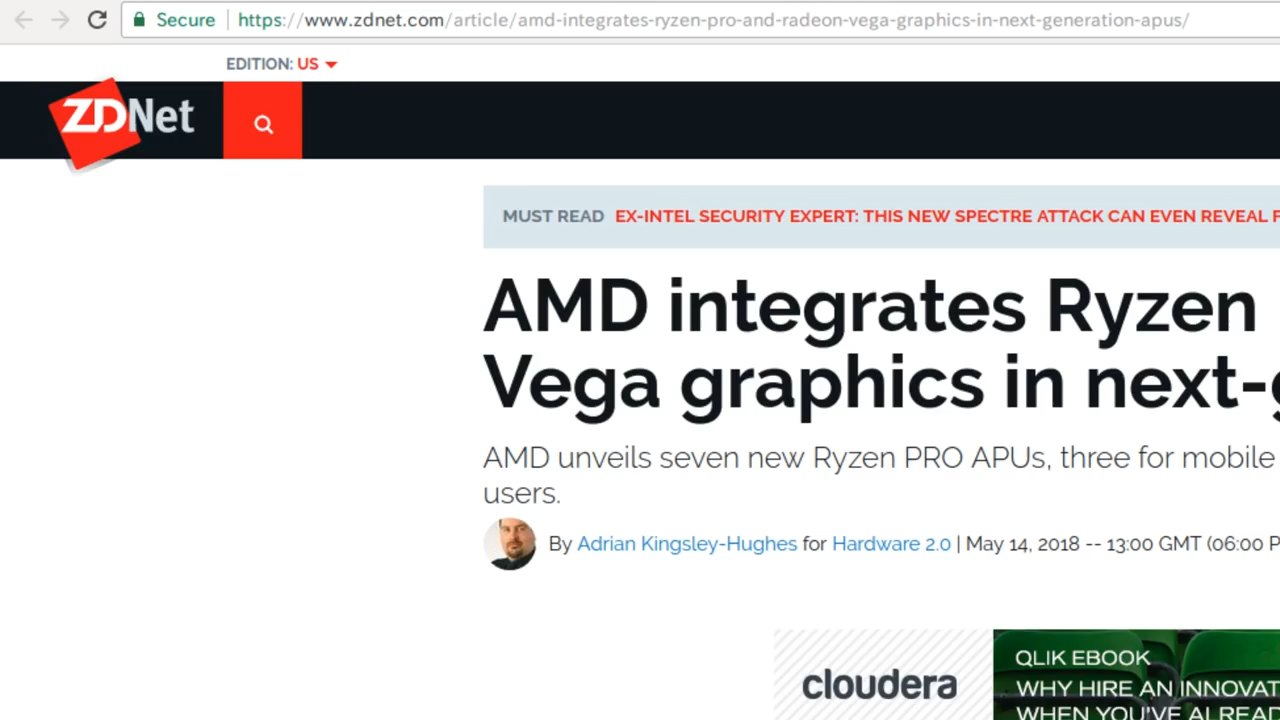 Secure https://www.zdnet.com/article/amd-integrates-ryzen-pro-and-radeon-vega-graphics-in-next-generation-apus/
EDITION: US
ZDNet
MUST READ EX-INTEL SECURITY EXPERT: THIS NEW SPECTRE ATTACK CAN EVEN REVEAL F
AMD integrates Ryzen
Vega graphics in next-g
AMD unveils seven new Ryzen PRO APUs, three for mobile
users.
By Adrian Kingsley-Hughes for Hardware 2.0 | May 14, 2018 -- 13:00 GMT (06:00 P
cloudera
QLIK EBOOK
WHY HIRE AN INNOVAT
WHEN YOU'VE ALREAD